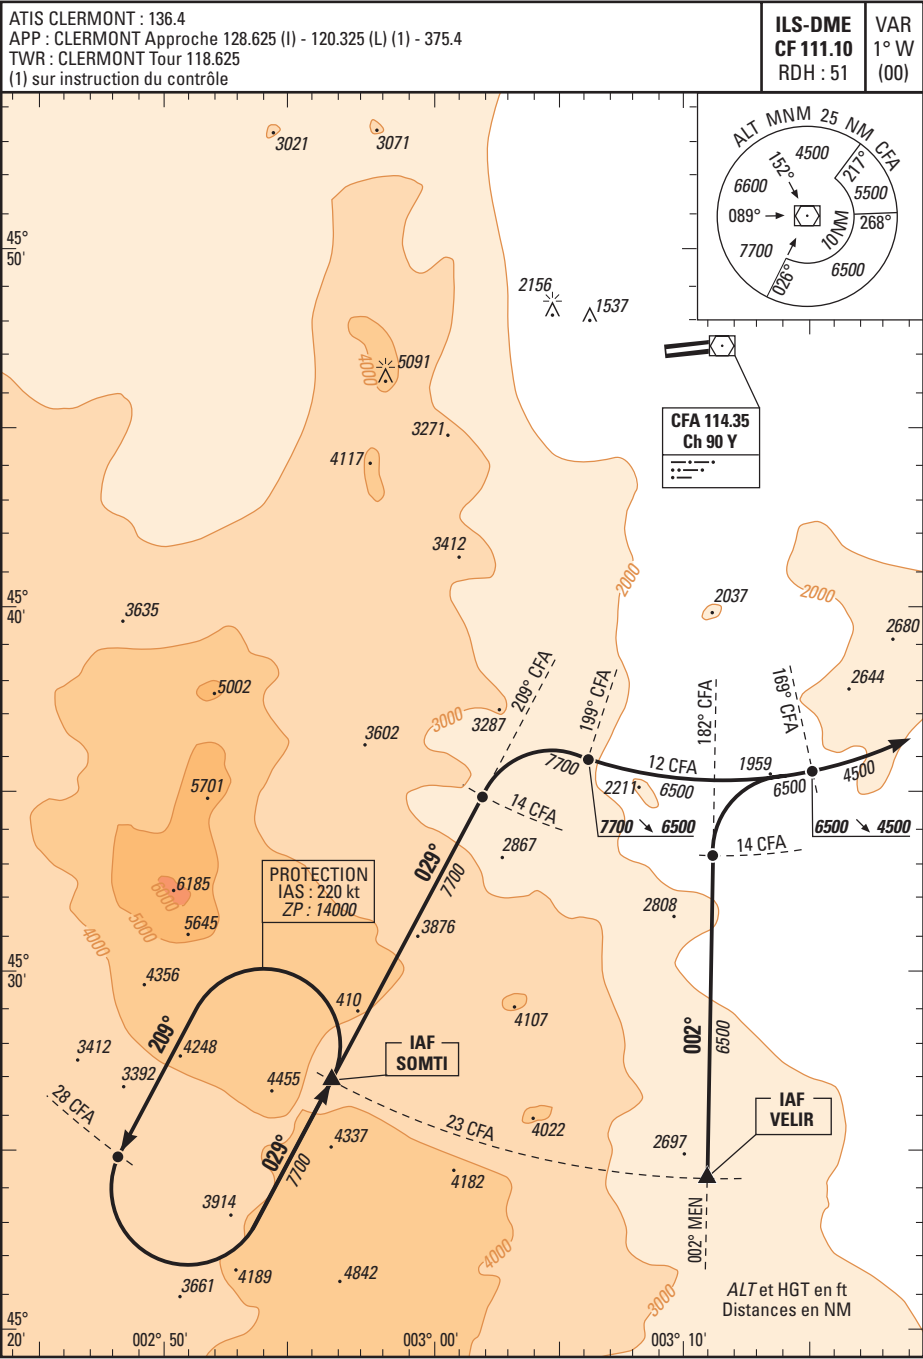 ATIS CLERMONT : 136.4
APP : CLERMONT Approche 128.625 (I) - 120.325 (L) (1) - 375.4
TWR : CLERMONT Tour 118.625
(1) sur instruction du contrôle
ILS-DME
CF 111.10
RDH : 51
VAR
1° W
(00)
ALT MNM 25 NM CFA
4500
152°
217°
6600
5500
089°
268°
10 NM
7700
026°
6500
3021
3071
45°
50'
2156
1537
5091
4000
CFA 114.35
Ch 90 Y
3271
4117
3412
2000
2000
45°
40'
3635
2037
2680
2644
5002
209° CFA
199° CFA
182° CFA
169° CFA
3000
3287
3602
7700
12 CFA
1959
4500
5701
2211
6500
6500
14 CFA
7700 ➘ 6500
6500 ➘ 4500
14 CFA
2867
029°
7700
PROTECTION
IAS : 220 kt
ZP : 14000
6185
6000
5000
5645
4000
2808
3876
45°
30'
4356
410
4107
209°
4248
002°
6500
3412
3392
4455
IAF
SOMTI
28 CFA
IAF
VELIR
23 CFA
4022
4337
029°
7700
2697
4182
3914
002° MEN
4189
4842
3661
4000
3000
ALT et HGT en ft
Distances en NM
45°
20'
002° 50'
003° 00'
003° 10'